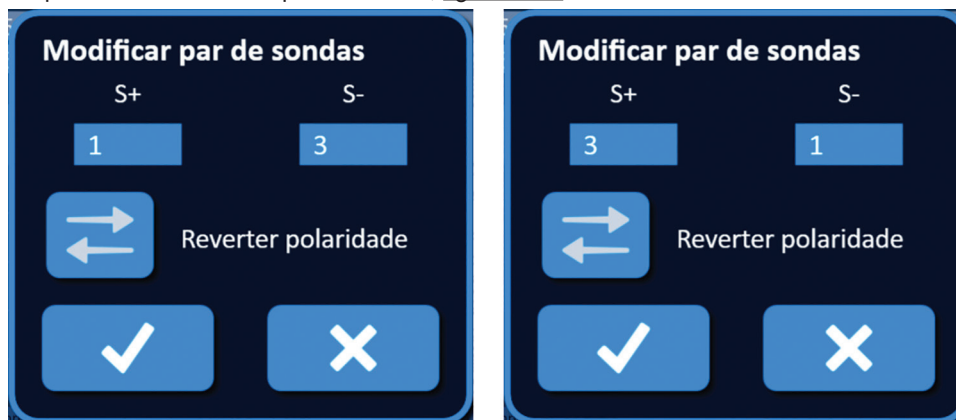 Modificar par de sondas
S+ S-
1 3
Reverter polaridade
Modificar par de sondas
S+ S-
3 1
Reverter polaridade